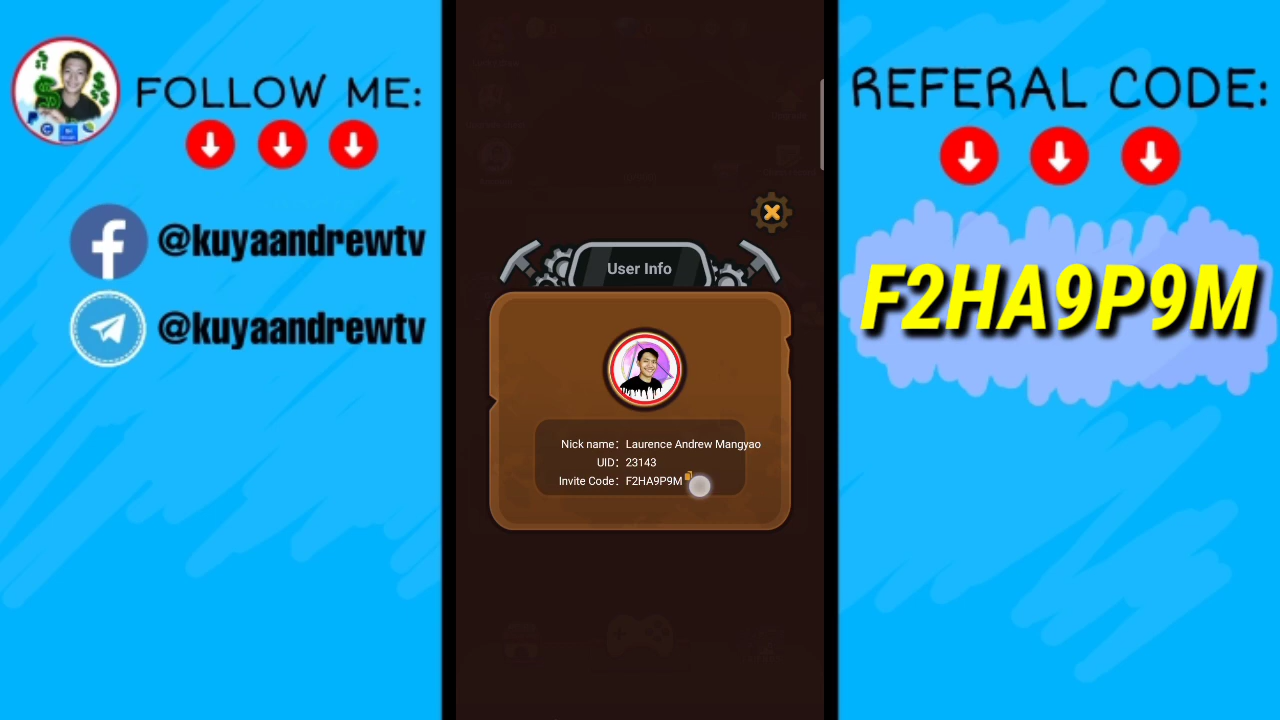 FOLLOW ME:
@kuyaandrewtv
@kuyaandrewtv
User Info
Nick name: Laurence Andrew Mangyao
UID: 23143
Invite Code: F2HA9P9M
REFERAL CODE:
F2HA9P9M